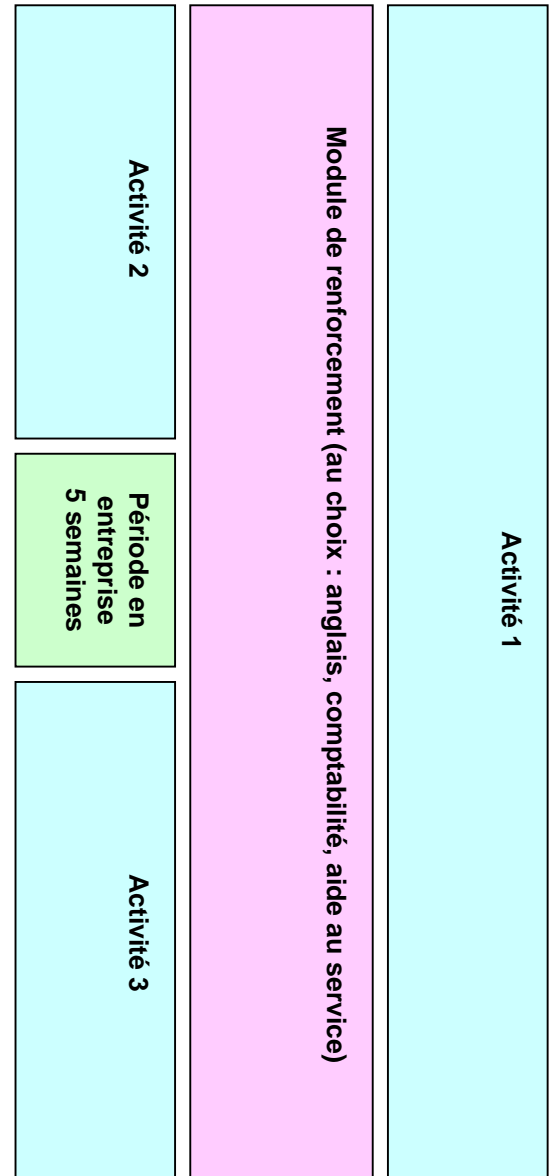 Activité 1
Module de renforcement (au choix : anglais, comptabilité, aide au service)
Activité 2
Période en
entreprise
5 semaines
Activité 3